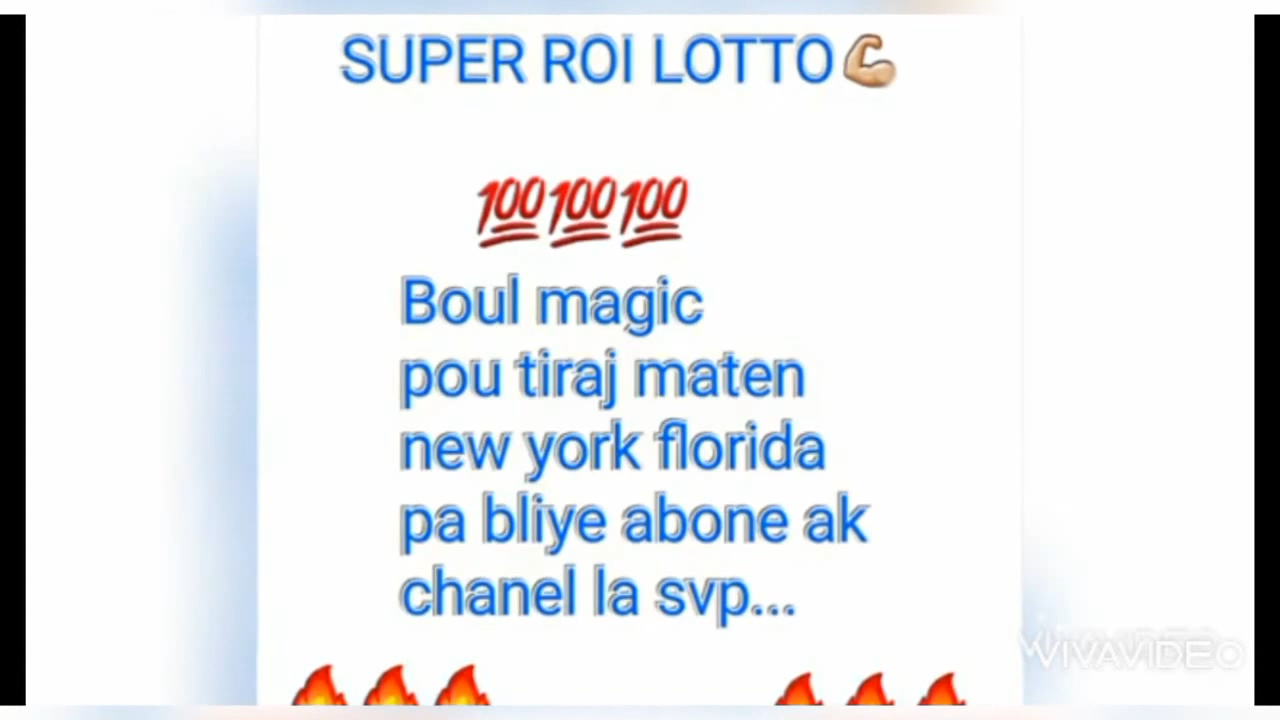 SUPER ROI LOTTO💪
💯💯💯
Boul magic
pou tiraj maten
new york florida
pa bliye abone ak
chanel la svp...
VIVAVIDEO